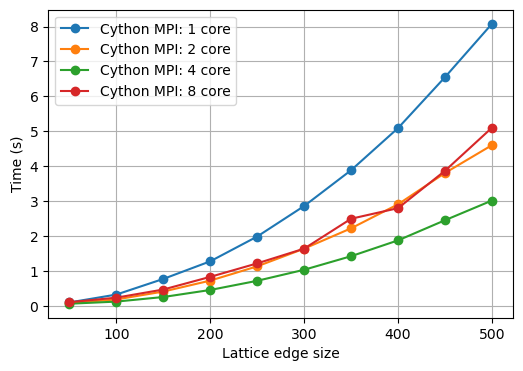 Cython MPI: 1 core
Cython MPI: 2 core
Cython MPI: 4 core
Cython MPI: 8 core
Time (s)
8
7
6
5
4
3
2
1
0
100 200 300 400 500
Lattice edge size